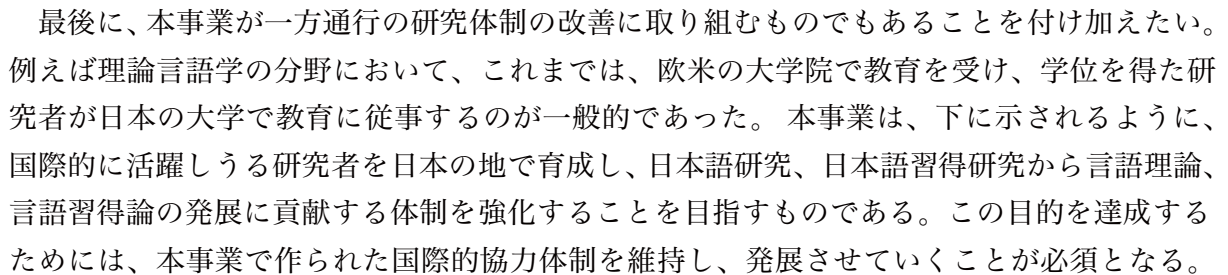 最後に、本事業が一方通行の研究体制の改善に取り組むものでもあることを付け加えたい。
例えば理論言語学の分野において、これまでは、欧米の大学院で教育を受け、学位を得た研
究者が日本の大学で教育に従事するのが一般的であった。 本事業は、下に示されるように、
国際的に活躍しうる研究者を日本の地で育成し、日本語研究、日本語習得研究から言語理論、
言語習得論の発展に貢献する体制を強化することを目指すものである。この目的を達成する
ためには、本事業で作られた国際的協力体制を維持し、発展させていくことが必須となる。